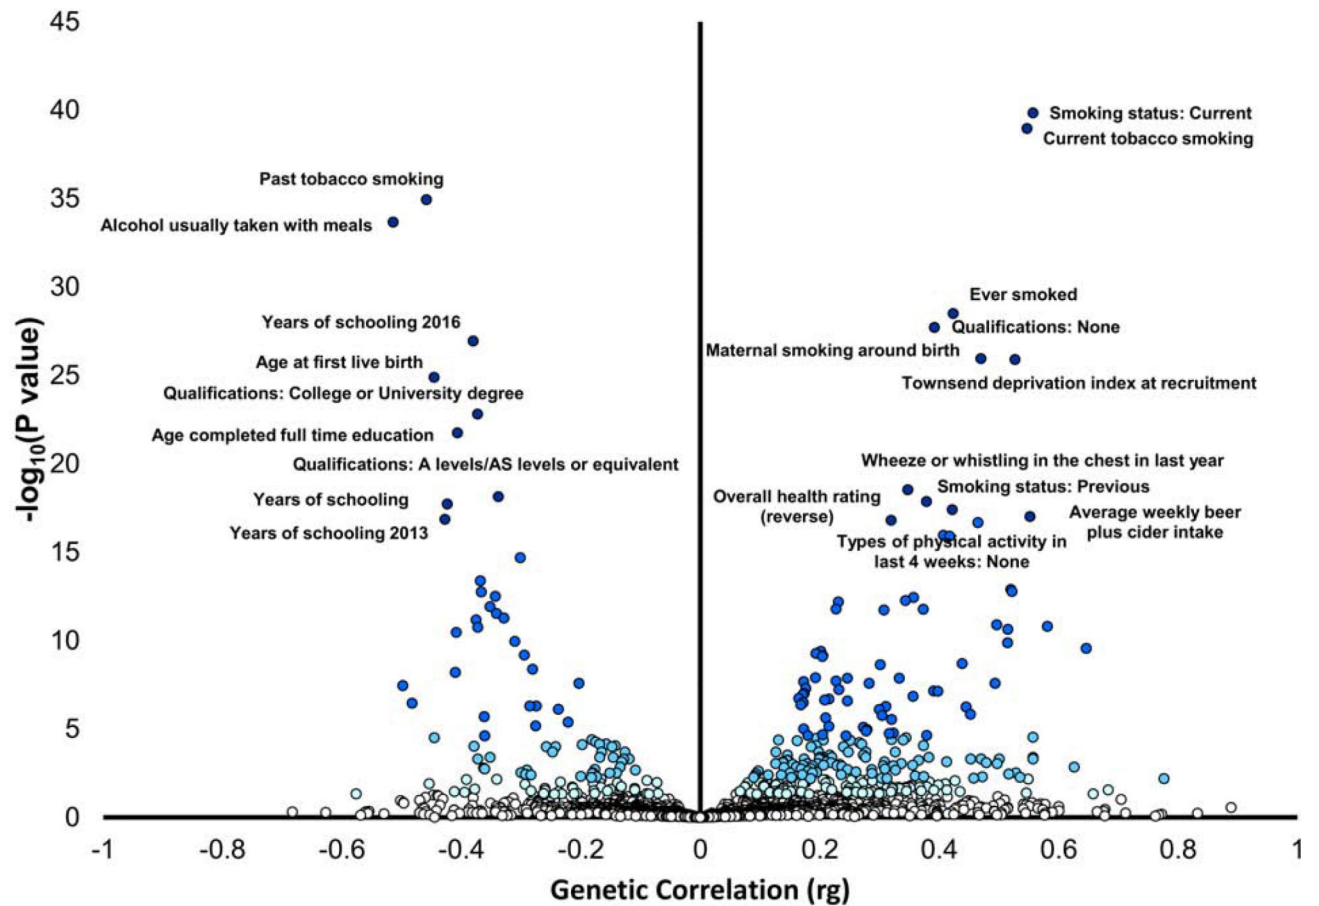 45
40
35
30
25
20
15
10
5
0
-log10(P value)
Smoking status: Current
Current tobacco smoking
Past tobacco smoking
Alcohol usually taken with meals
Ever smoked
Years of schooling 2016
Qualifications: None
Maternal smoking around birth
Age at first live birth
Townsend deprivation index at recruitment
Qualifications: College or University degree
Age completed full time education
Qualifications: A levels/AS levels or equivalent
Wheeze or whistling in the chest in last year
Smoking status: Previous
Years of schooling
Overall health rating
(reverse)
Average weekly beer
plus cider intake
Years of schooling 2013
Types of physical activity in
last 4 weeks: None
-1 -0.8 -0.6 -0.4 -0.2 0 0.2 0.4 0.6 0.8 1
Genetic Correlation (rg)